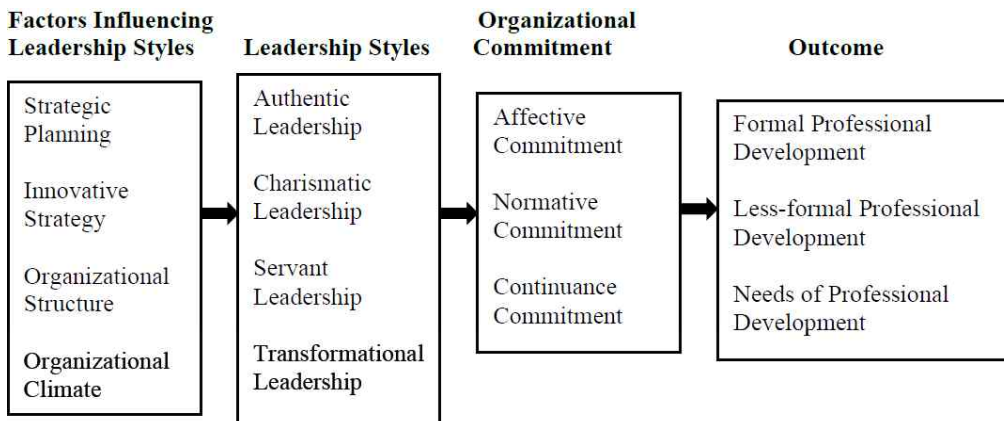 Factors Influencing
Leadership Styles
Leadership Styles
Organizational
Commitment
Outcome
Strategic
Planning
Innovative
Strategy
Organizational
Structure
Organizational
Climate
Authentic
Leadership
Charismatic
Leadership
Servant
Leadership
Transformational
Leadership
Affective
Commitment
Normative
Commitment
Continuance
Commitment
Formal Professional
Development
Less-formal Professional
Development
Needs of Professional
Development